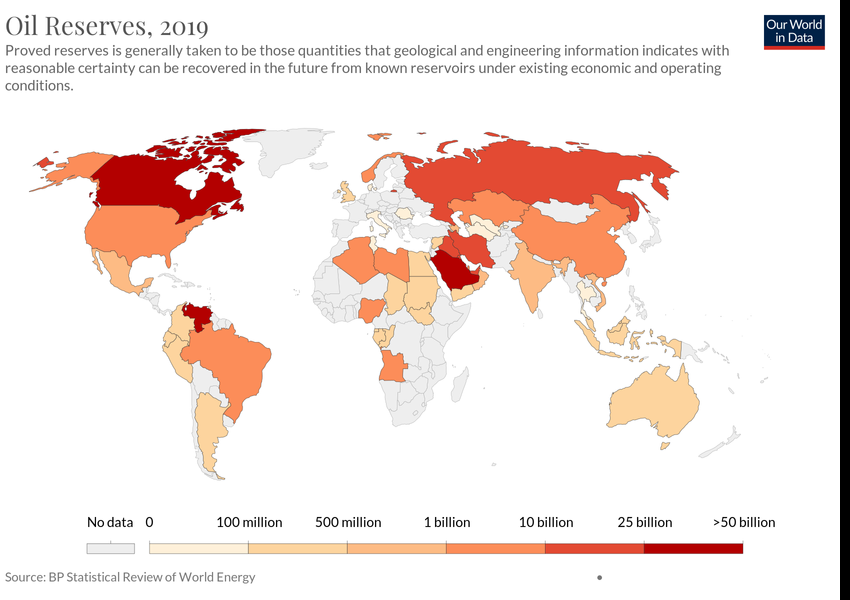 Oil Reserves, 2019
Our World
in Data
Proved reserves is generally taken to be those quantities that geological and engineering information indicates with
reasonable certainty can be recovered in the future from known reservoirs under existing economic and operating
conditions.
No data 0 100 million 500 million 1 billion 10 billion 25 billion >50 billion
Source: BP Statistical Review of World Energy